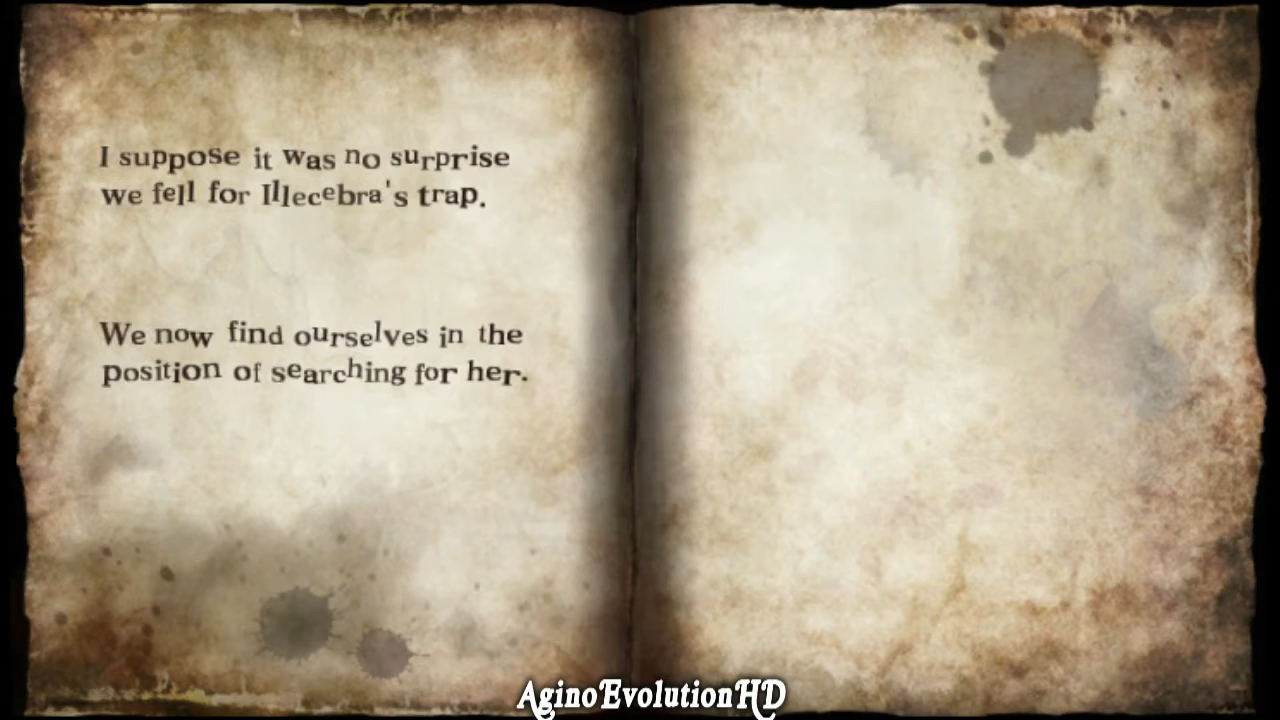 I suppose it was no surprise
we fell for Illecebra's trap.
We now find ourselves in the
position of searching for her.
AginoEvolutionHD